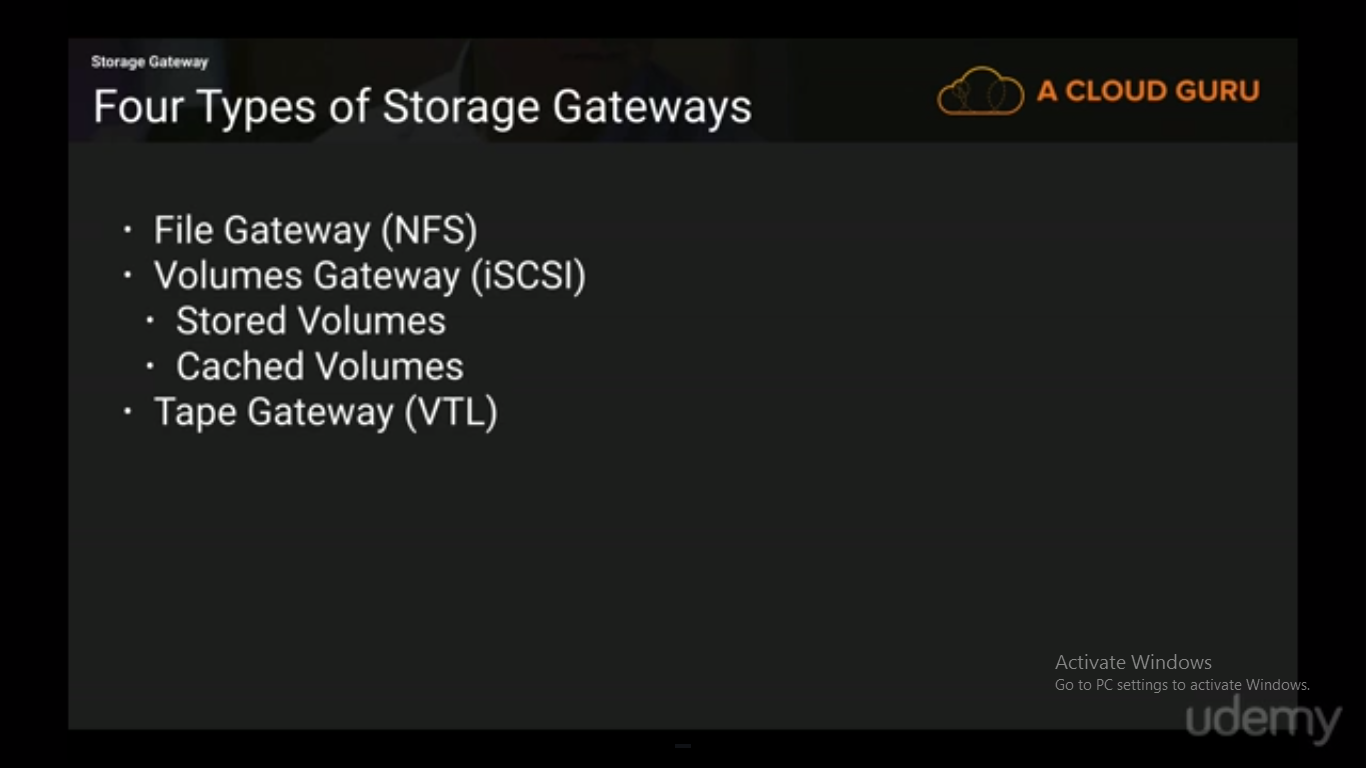 Storage Gateway
Four Types of Storage Gateways
A CLOUD GURU
· File Gateway (NFS)
· Volumes Gateway (iSCSI)
· Stored Volumes
· Cached Volumes
· Tape Gateway (VTL)
Activate Windows
Go to PC settings to activate Windows.
udemy